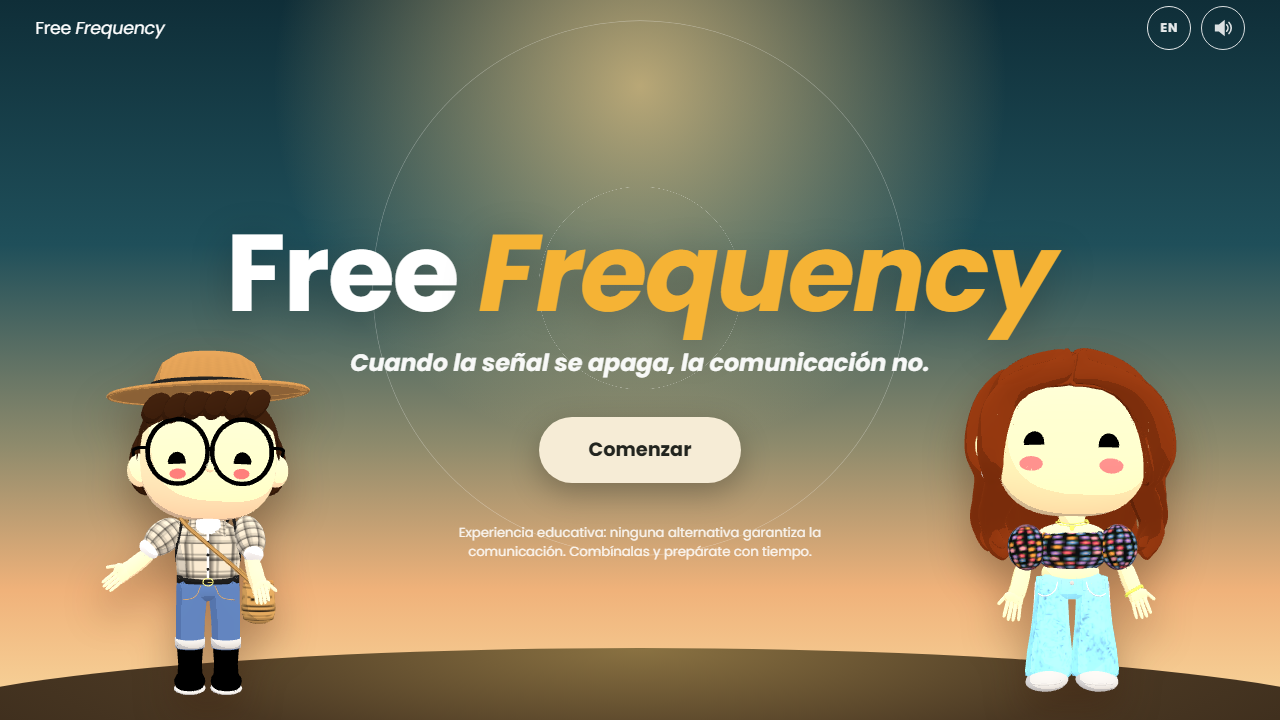 Free Frequency
EN
Free Frequency
Cuando la señal se apaga, la comunicación no.
Comenzar
Experiencia educativa: ninguna alternativa garantiza la
comunicación. Combínalas y prepárate con tiempo.